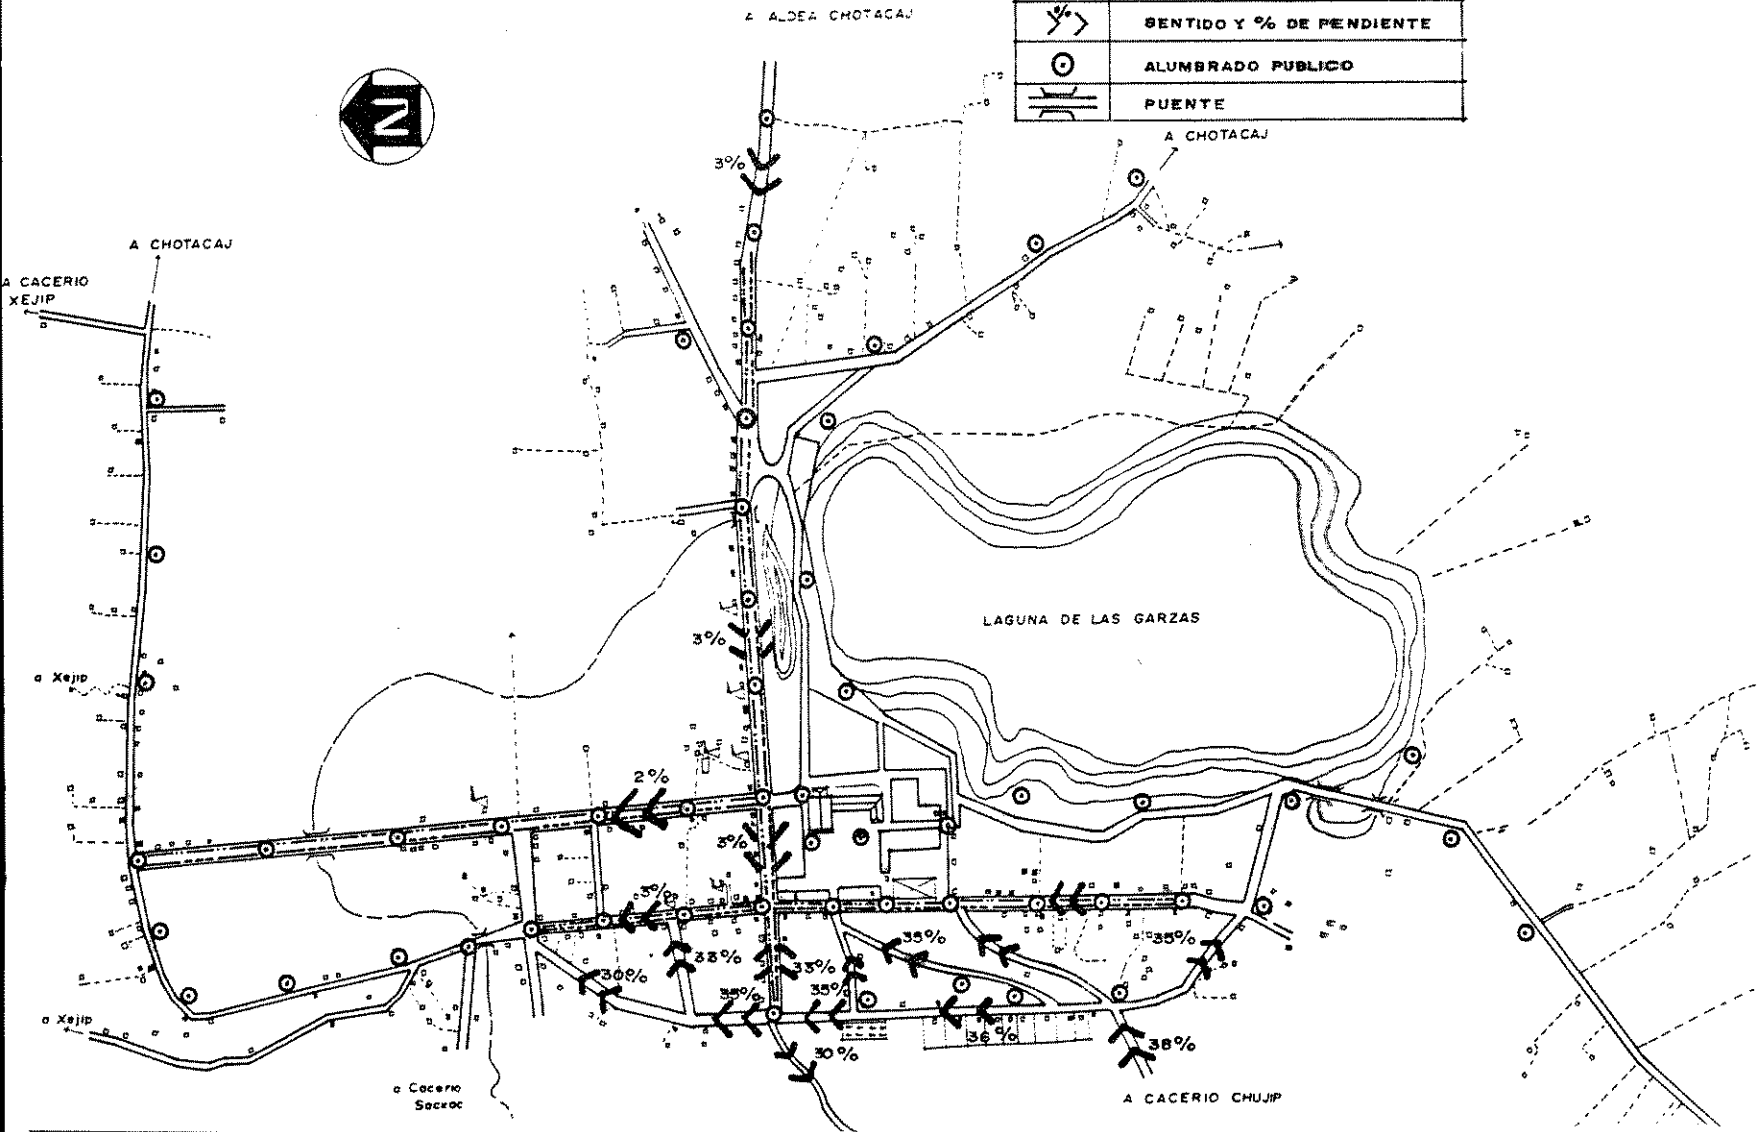 A ALDEA CHOTACAJ
SENTIDO Y % DE PENDIENTE
ALUMBRADO PUBLICO
PUENTE
N
A CHOTACAJ
3%
A CHOTACAJ
A CACERIO
XEJIP
LAGUNA DE LAS GARZAS
3%
a Xejip
2%
3%
3%
35%
35%
33%
33%
30%
35%
35%
a Xejip
36%
30%
38%
a Cacerio
Sacxac
A CACERIO CHUJIP